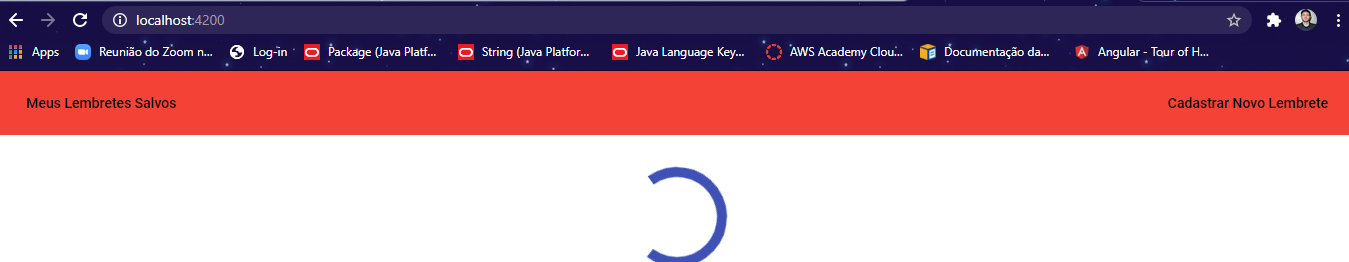 localhost:4200
Apps Reunião do Zoom n... Log-in Package (Java Platf... String (Java Platfor... Java Language Key... AWS Academy Clou... Documentação da... Angular - Tour of H...
Meus Lembretes Salvos Cadastrar Novo Lembrete